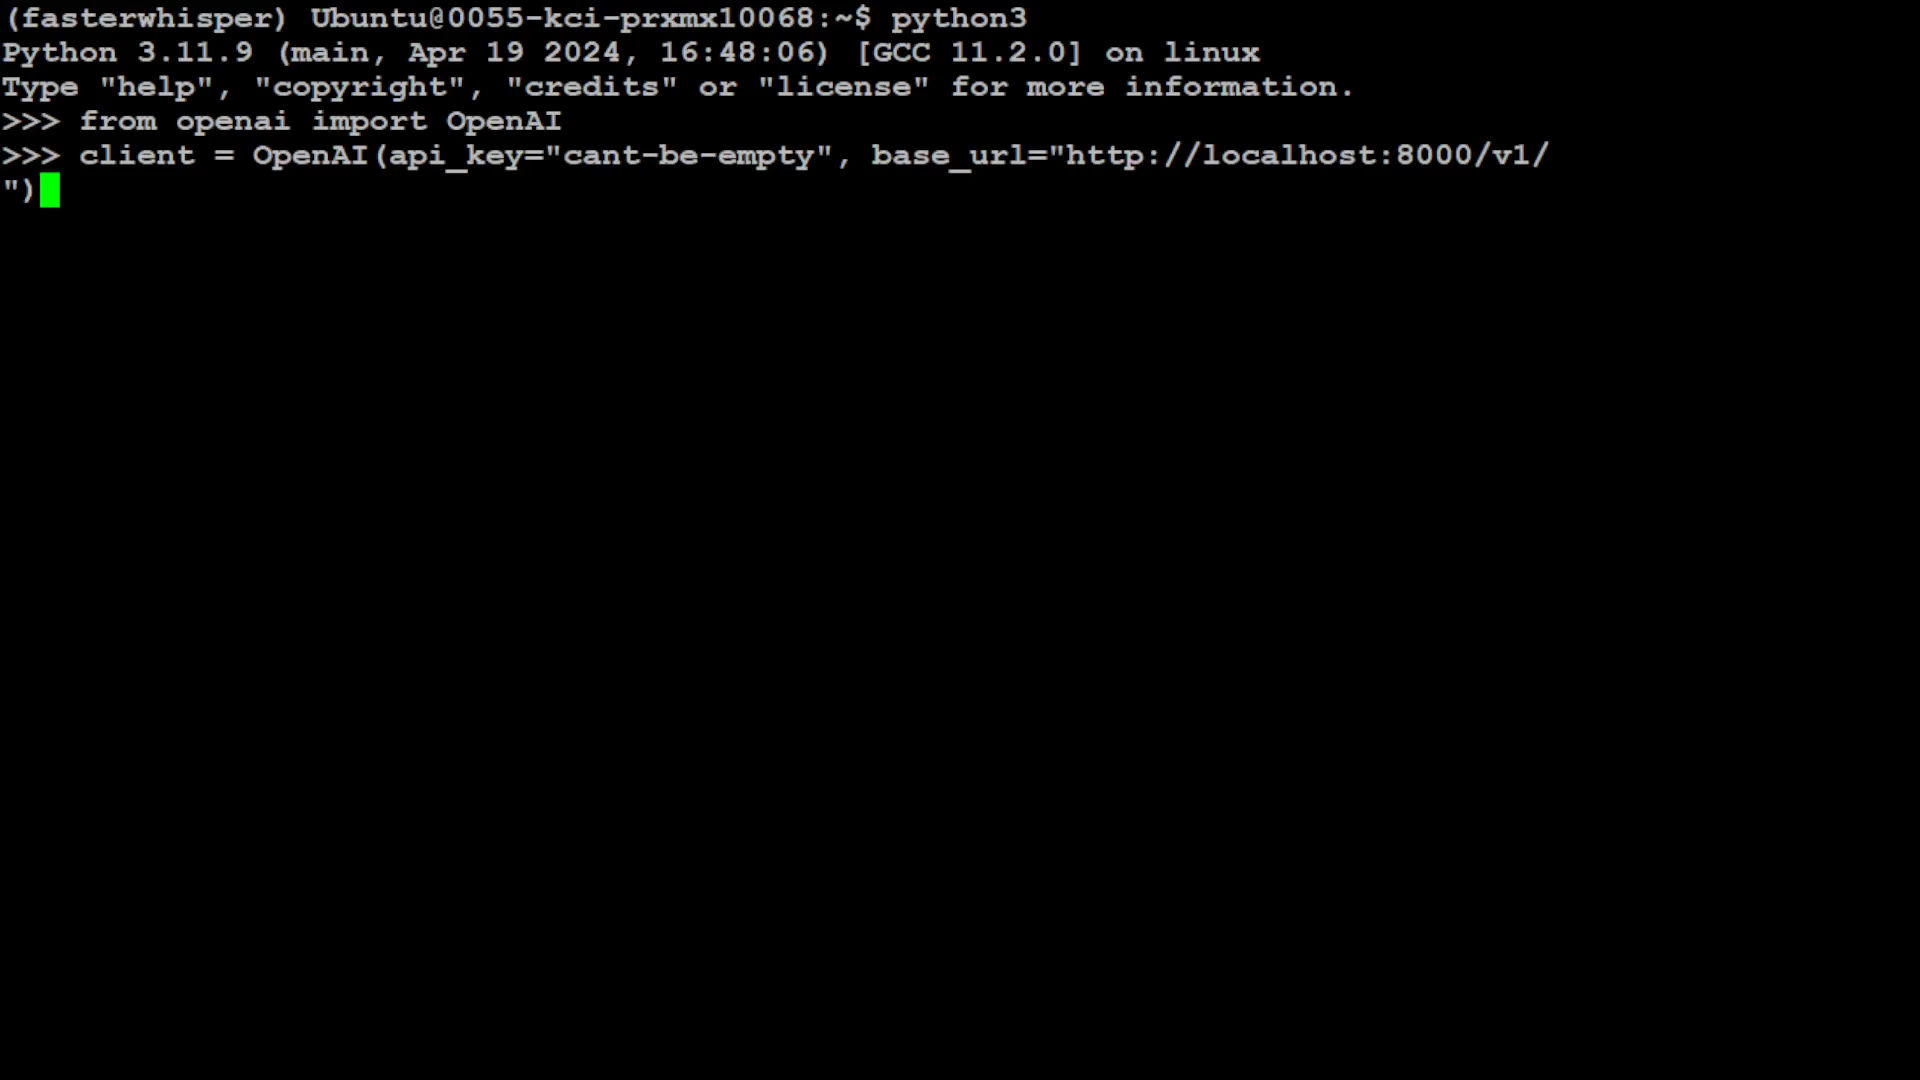 (fasterwhisper) Ubuntu@0055-kci-prxmx10068:~$ python3
Python 3.11.9 (main, Apr 19 2024, 16:48:06) [GCC 11.2.0] on linux
Type "help", "copyright", "credits" or "license" for more information.
>>> from openai import OpenAI
>>> client = OpenAI(api_key="cant-be-empty", base_url="http://localhost:8000/v1/
")